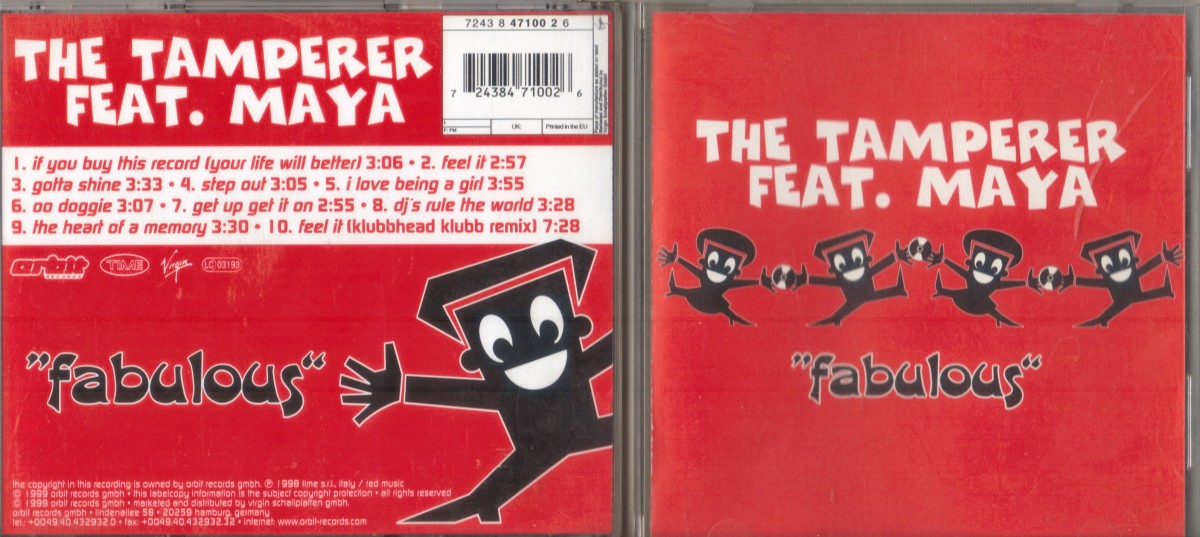 THE TAMPERER
FEAT. MAYA
7243 8 47100 2 6
7 24384 71002 6
UK:
Printed in the EU
1. if you buy this record (your life will better) 3:06 • 2. feel it 2:57
3. gotta shine 3:33 • 4. step out 3:05 • 5. i love being a girl 3:55
6. oo doggie 3:07 • 7. get up get it on 2:55 • 8. dj´s rule the world 3:28
9. the heart of a memory 3:30 • 10. feel it (klubbhead klubb remix) 7:28
orbit RECORDS TIME Virgin LC 03193
"fabulous"
the copyright in this recording is owned by orbit records gmbh. ℗ 1998 time s.r.l., italy / red music
© 1999 orbit records gmbh • this labelcopy information is the subject copyright protection • all rights reserved
© 1999 orbit records gmbh • marketed and distributed by virgin schallplatten gmbh.
orbit records gmbh • lindenallee 58 • 20259 hamburg, germany
tel.: +0049.40.432932.0 • fax: +0049.40.432932.32 • internet: www.orbit-records.com
THE TAMPERER
FEAT. MAYA
"fabulous"